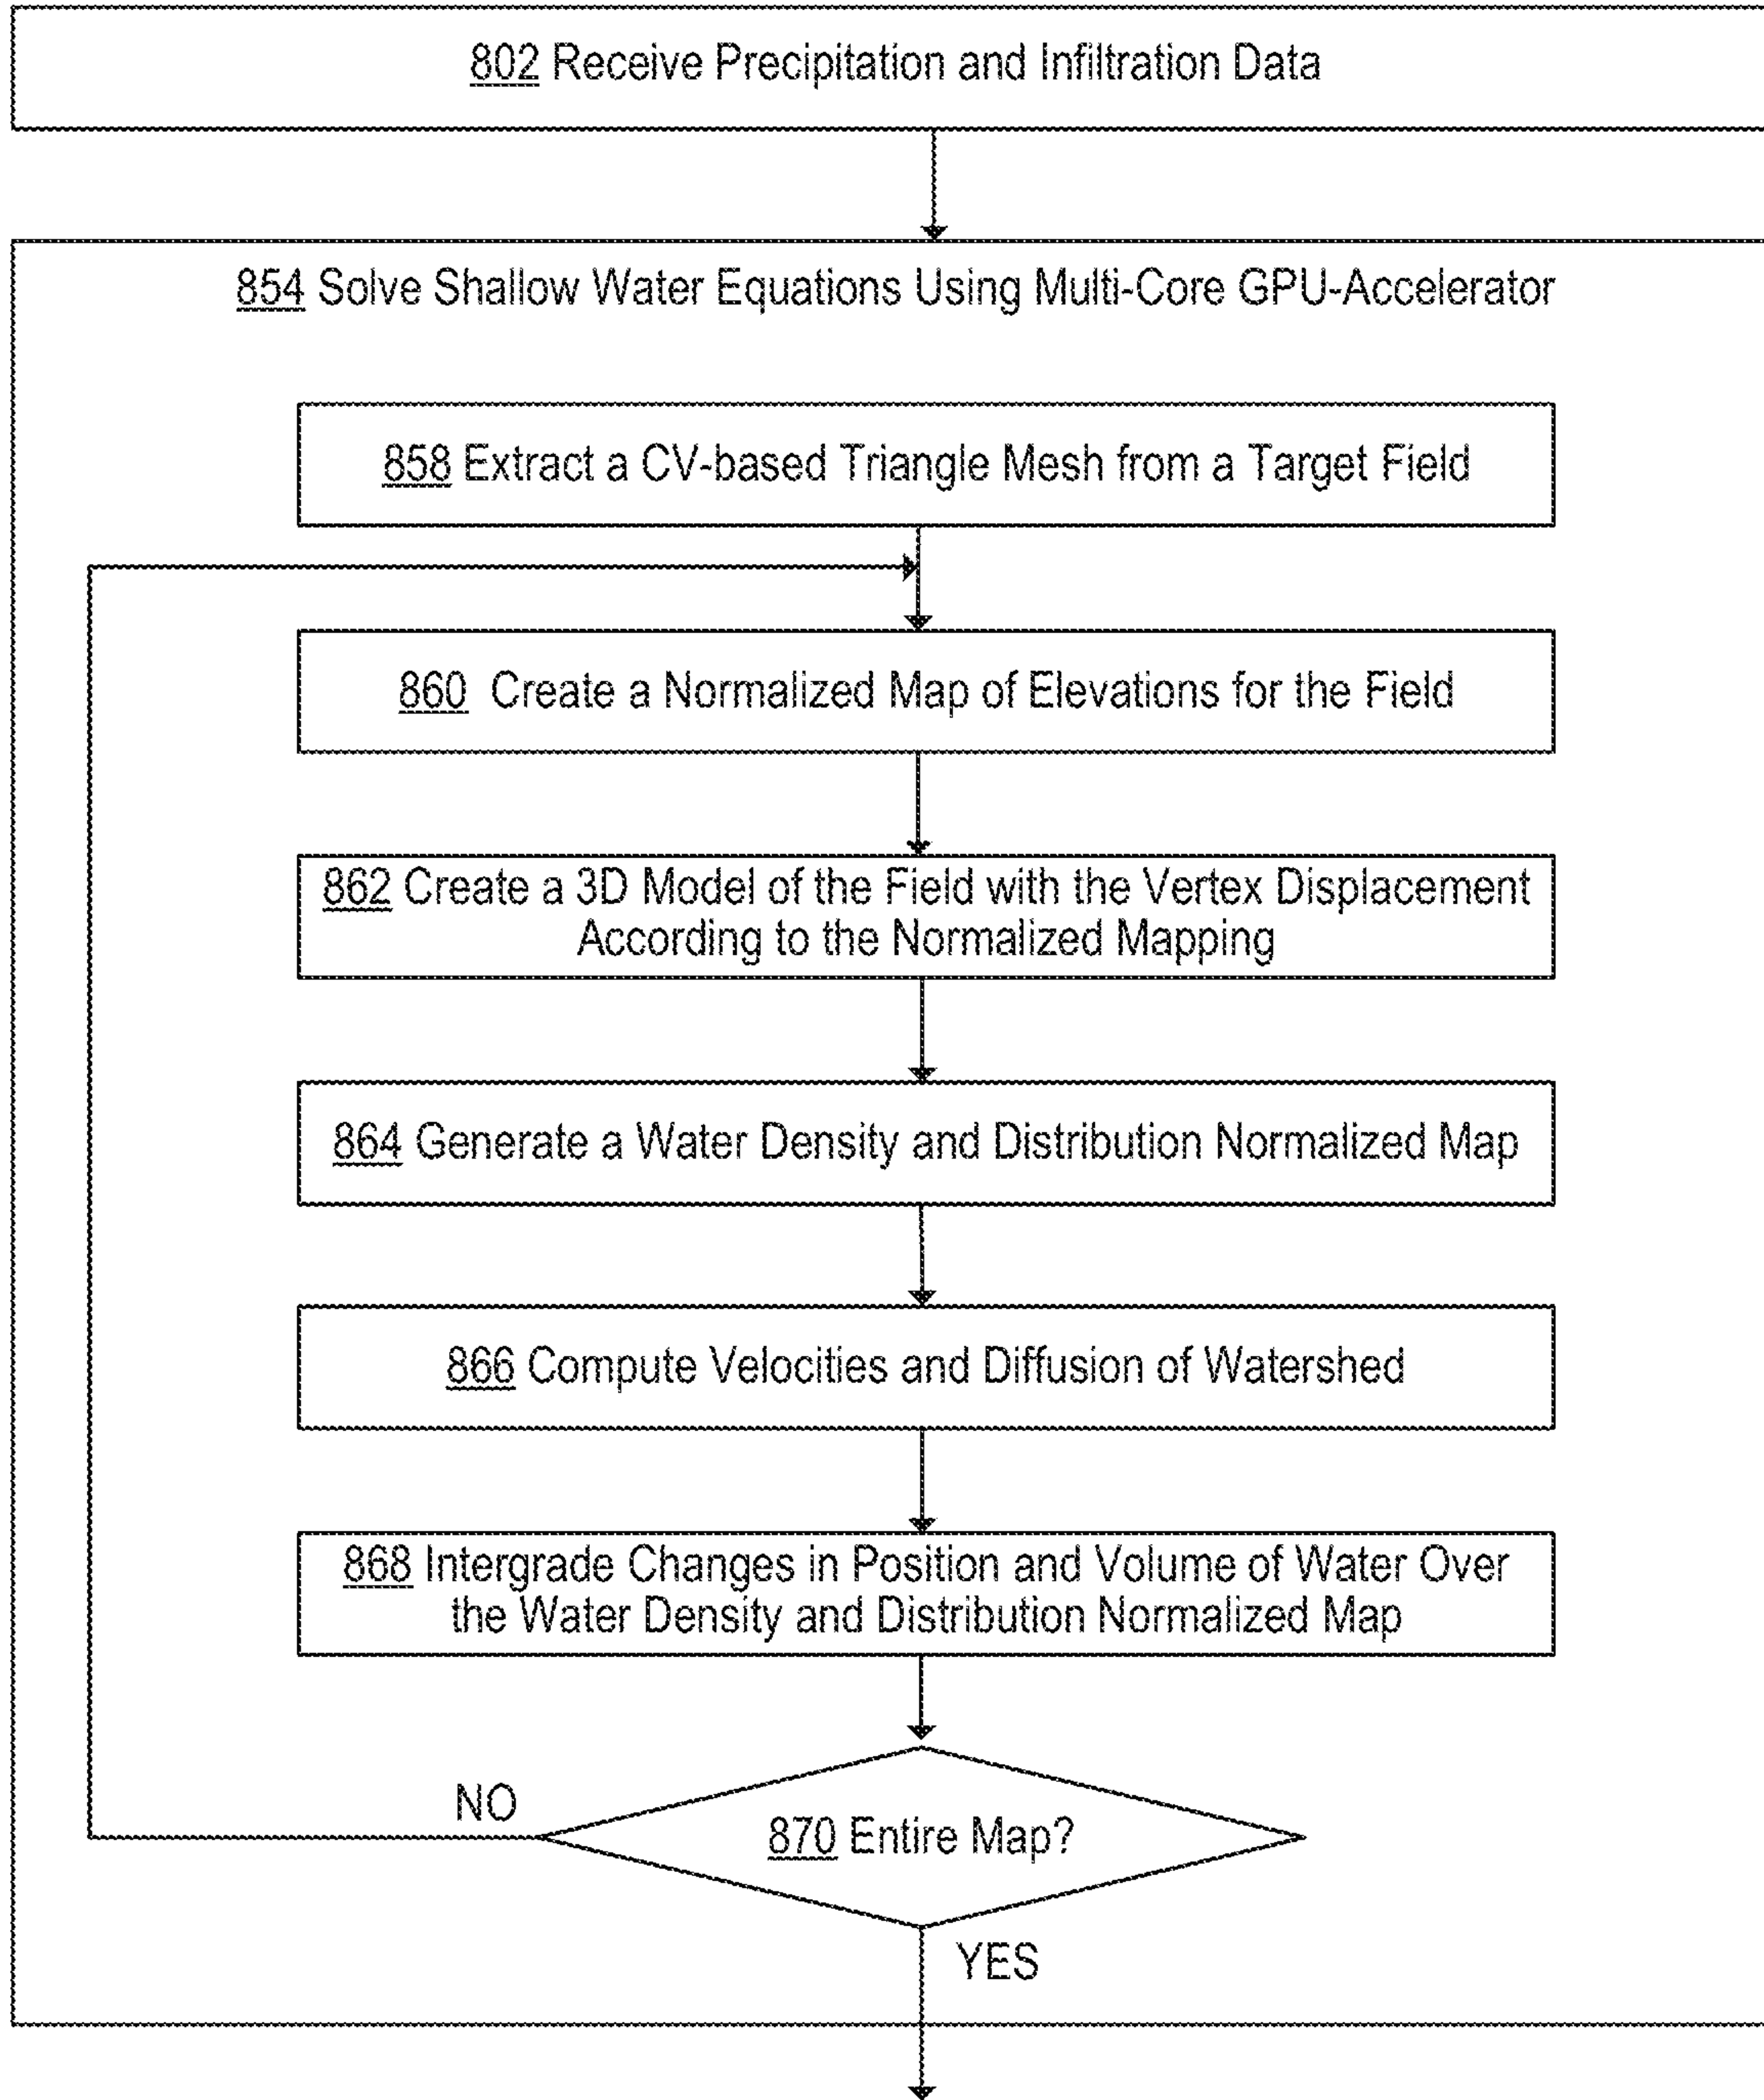 802 Receive Precipitation and Infiltration Data
854 Solve Shallow Water Equations Using Multi-Core GPU-Accelerator
858 Extract a CV-based Triangle Mesh from a Target Field
860 Create a Normalized Map of Elevations for the Field
862 Create a 3D Model of the Field with the Vertex Displacement
According to the Normalized Mapping
864 Generate a Water Density and Distribution Normalized Map
866 Compute Velocities and Diffusion of Watershed
868 Intergrade Changes in Position and Volume of Water Over
the Water Density and Distribution Normalized Map
NO
870 Entire Map?
YES